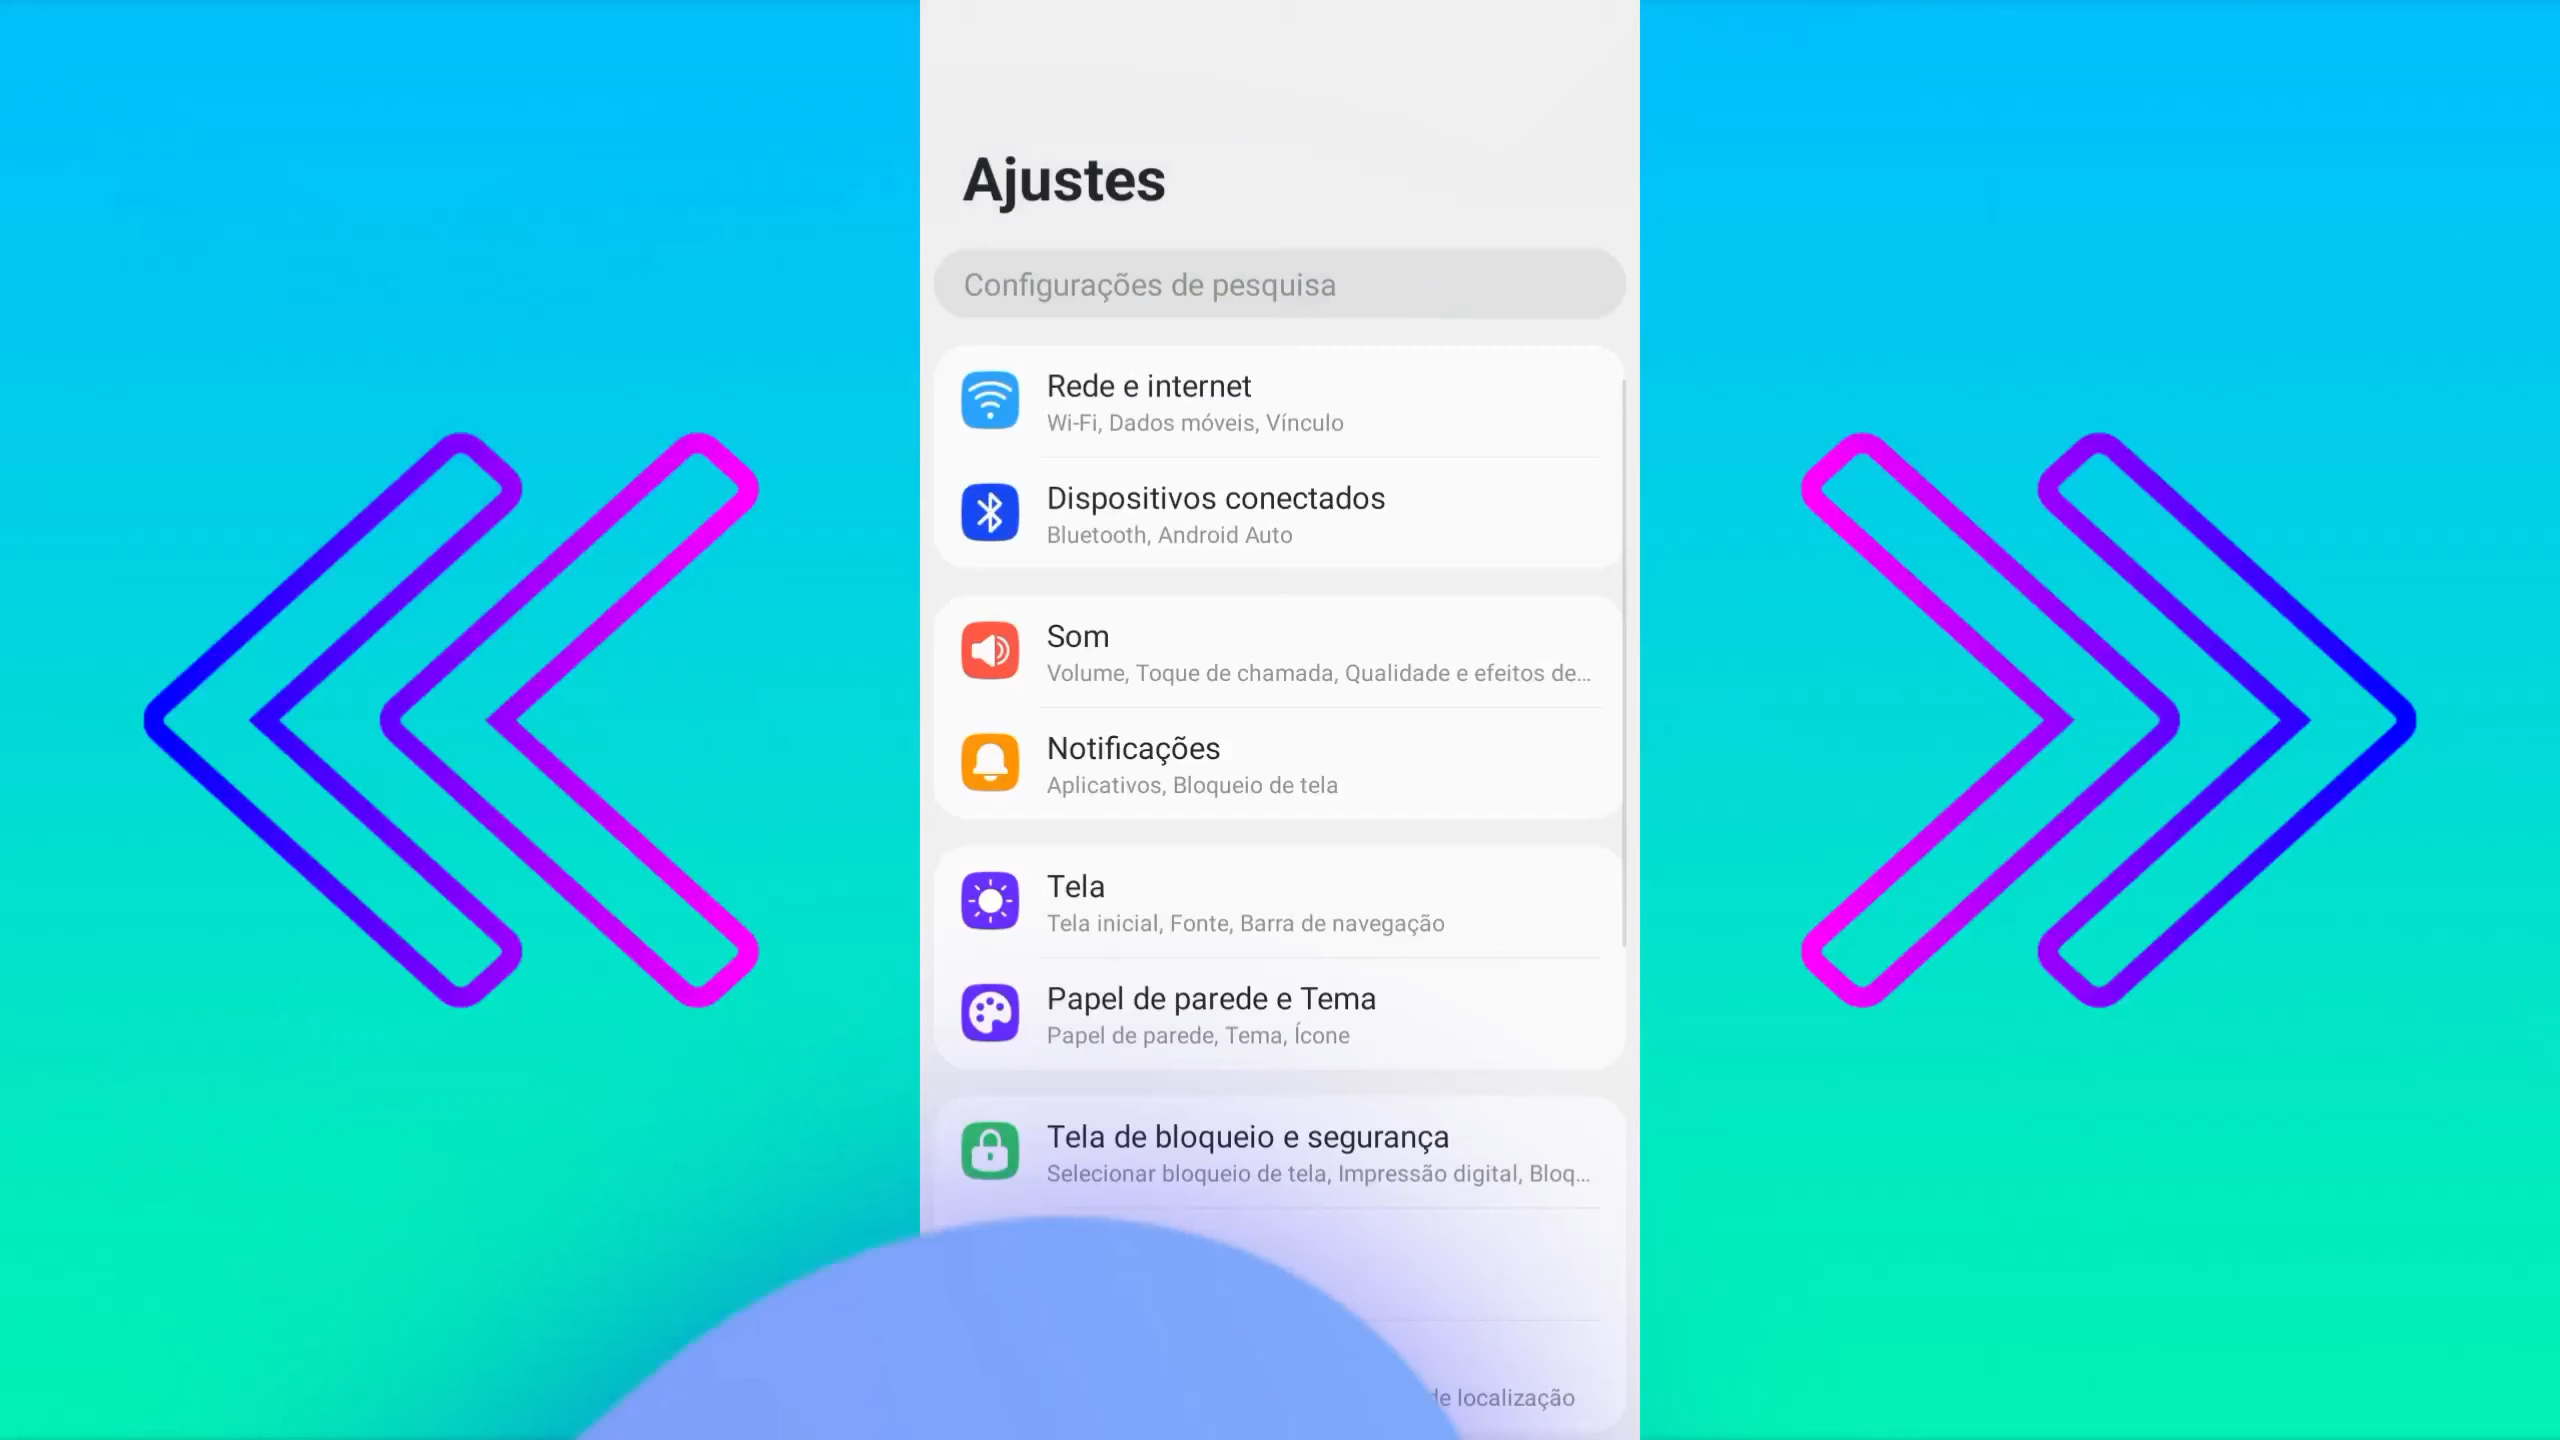 Ajustes
Configurações de pesquisa
Rede e internet
Wi-Fi, Dados móveis, Vínculo
Dispositivos conectados
Bluetooth, Android Auto
Som
Volume, Toque de chamada, Qualidade e efeitos de...
Notificações
Aplicativos, Bloqueio de tela
Tela
Tela inicial, Fonte, Barra de navegação
Papel de parede e Tema
Papel de parede, Tema, Ícone
Tela de bloqueio e segurança
Selecionar bloqueio de tela, Impressão digital, Bloq...
de localização